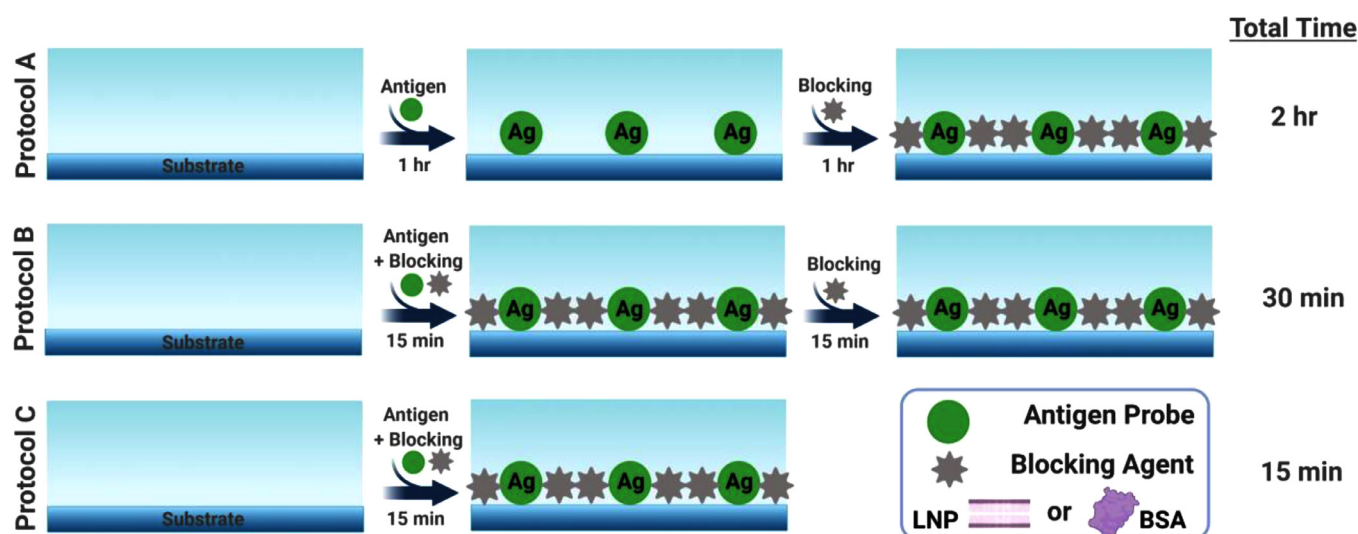 Total Time
Protocol A
Substrate
Antigen
1 hr
Ag Ag Ag
Blocking
1 hr
Ag Ag Ag
2 hr
Protocol B
Substrate
Antigen
+ Blocking
15 min
Ag Ag Ag
Blocking
15 min
Ag Ag Ag
30 min
Protocol C
Substrate
Antigen
+ Blocking
15 min
Ag Ag Ag
Antigen Probe
Blocking Agent
LNP or BSA
15 min